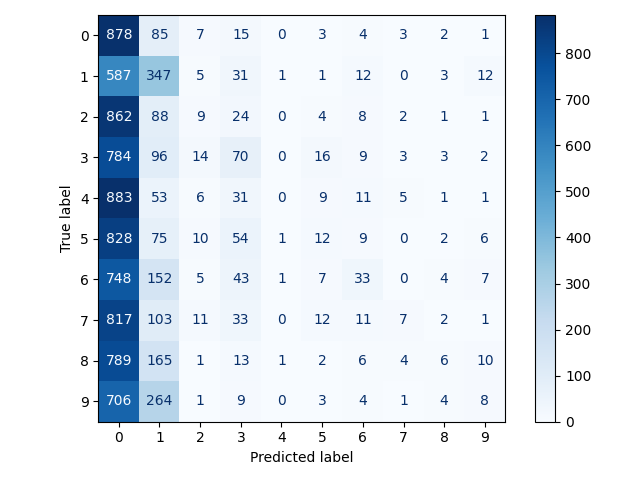 0 878 85 7 15 0 3 4 3 2 1
1 587 347 5 31 1 1 12 0 3 12
2 862 88 9 24 0 4 8 2 1 1
3 784 96 14 70 0 16 9 3 3 2
4 883 53 6 31 0 9 11 5 1 1
5 828 75 10 54 1 12 9 0 2 6
6 748 152 5 43 1 7 33 0 4 7
7 817 103 11 33 0 12 11 7 2 1
8 789 165 1 13 1 2 6 4 6 10
9 706 264 1 9 0 3 4 1 4 8
0 1 2 3 4 5 6 7 8 9
Predicted label
True label
800
700
600
500
400
300
200
100
0